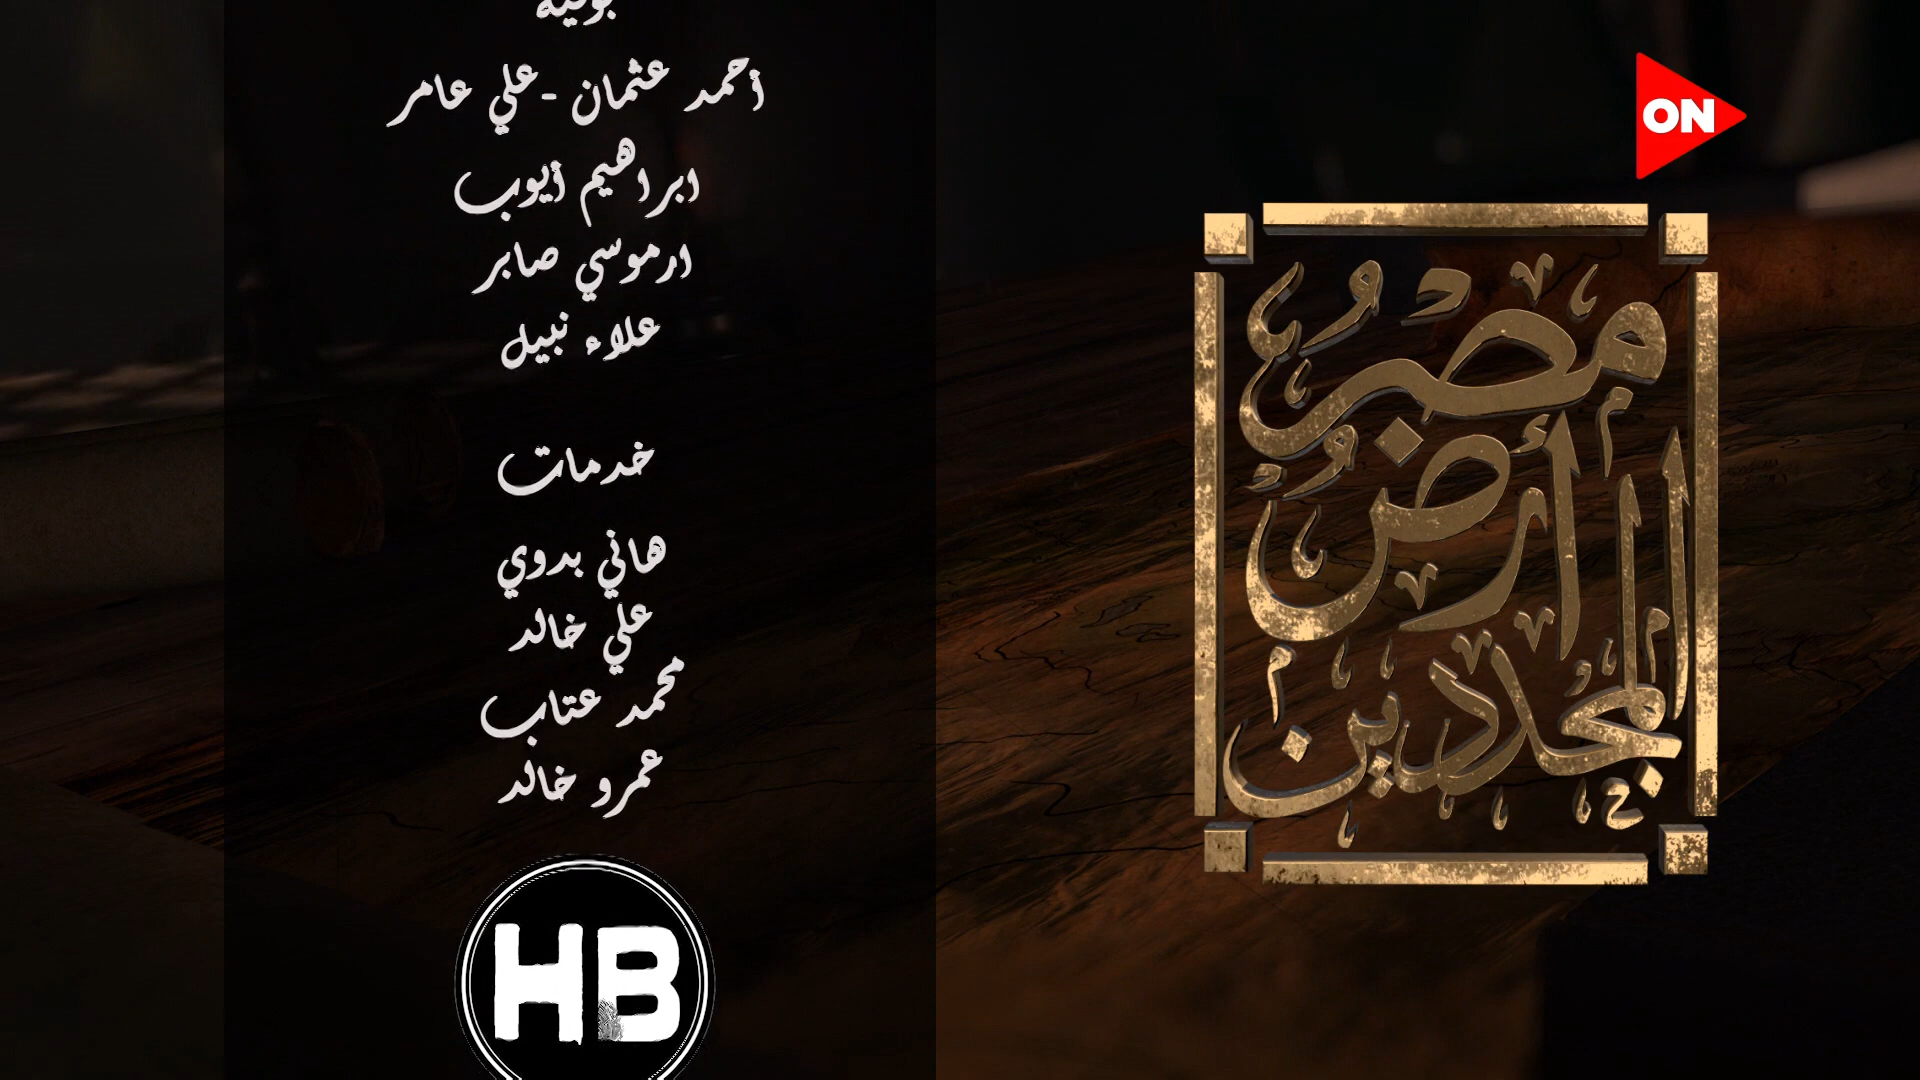 أحمد عثمان -علي عامر
ابراهيم أيوب
ارموسي صابر
علاء نبيل
خدمات
هاني بدوي
علي خالد
محمد عتاب
عمرو خالد
HB
ON
مصر
أرض
المجددين